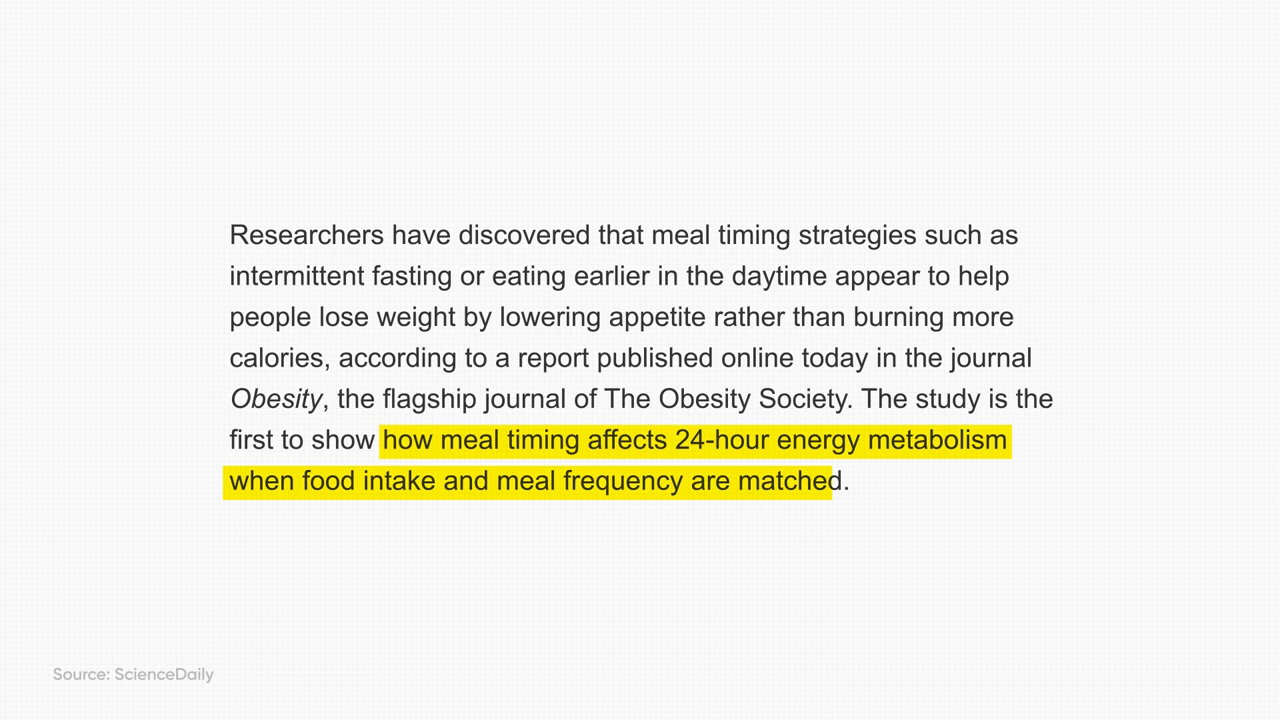 Researchers have discovered that meal timing strategies such as
intermittent fasting or eating earlier in the daytime appear to help
people lose weight by lowering appetite rather than burning more
calories, according to a report published online today in the journal
Obesity, the flagship journal of The Obesity Society. The study is the
first to show how meal timing affects 24-hour energy metabolism
when food intake and meal frequency are matched.
Source: ScienceDaily